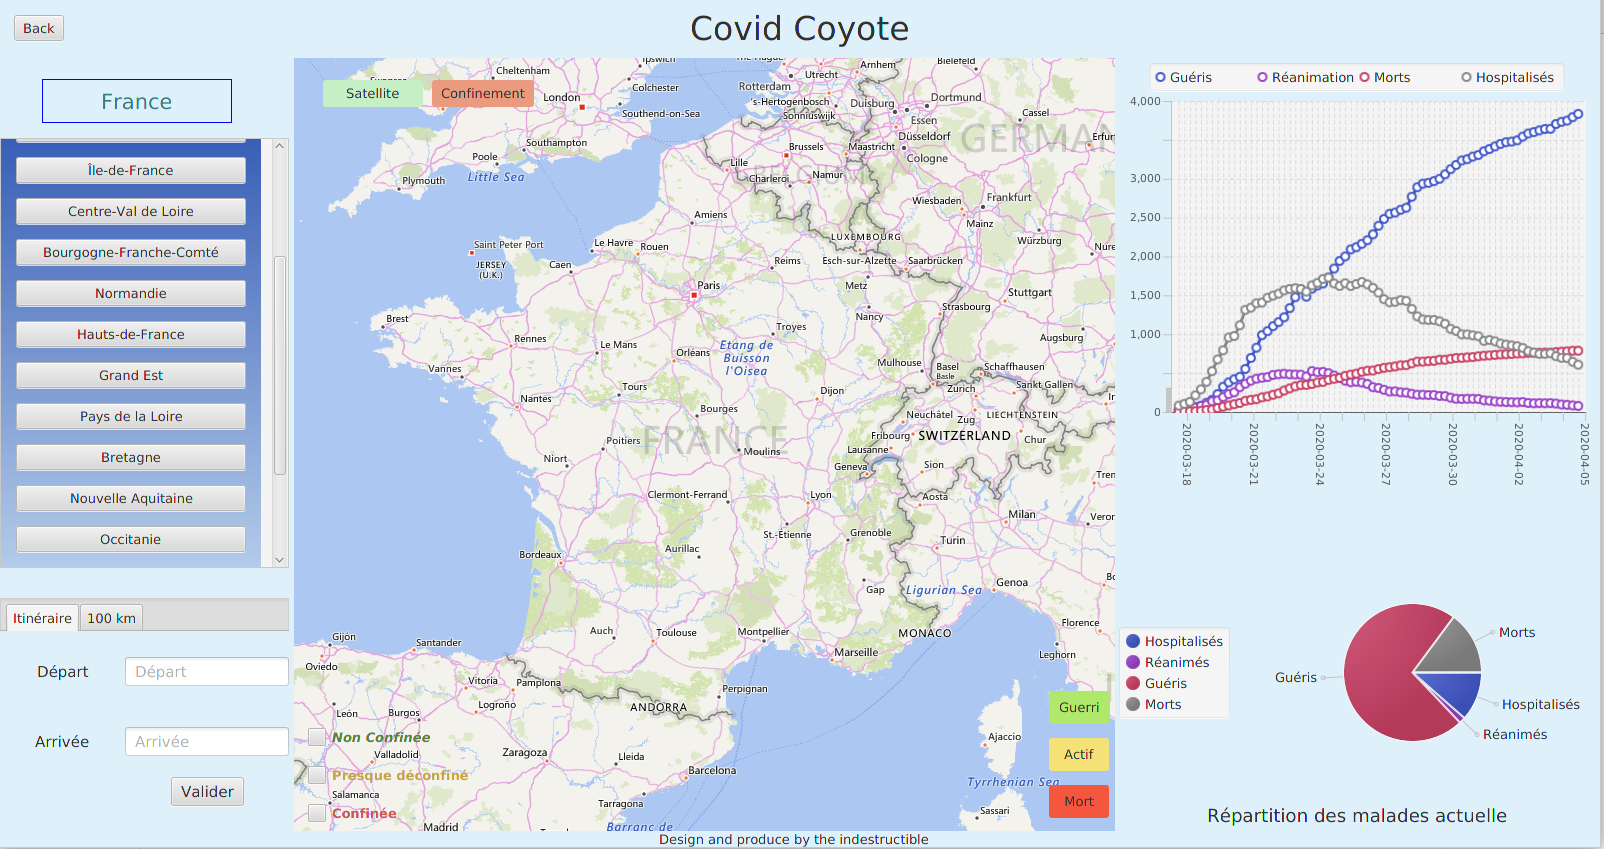 Back
Covid Coyote
France
Île-de-France
Centre-Val de Loire
Bourgogne-Franche-Comté
Normandie
Hauts-de-France
Grand Est
Pays de la Loire
Bretagne
Nouvelle Aquitaine
Occitanie
Itinéraire
100 km
Départ
Départ
Arrivée
Arrivée
Valider
Satellite
Confinement
Cheltenham
London
Colchester
Southend-on-Sea
Southampton
Poole
Plymouth
Little Sea
Utrecht
Arnhem
Bielefeld
Rotterdam
's-Hertogenbosch
Sonniuswijk
Duisburg
Dortmund
Essen
Düsseldorf
Cassel
Erfur
GERMA
Brussels
Maastricht
Cologne
Lille
Charleroi
Namur
Wiesbaden
Frankfurt
Mainz
Würzburg
Nure
Amiens
LUXEMBOURG
Saint Peter Port
Le Havre
Rouen
JERSEY
(U.K.)
Caen
Reims
Esch-sur-Alzette
Saarbrücken
Paris
Metz
Stuttgart
Strasbourg
Nancy
Brest
Troyes
Augsburg
Rennes
Le Mans
Etang de
Buisson
l'Oisea
Orléans
Vannes
Mulhouse
Basel
Basle
Schaffhausen
Zürich
Sankt Gallen
Tours
Dijon
Nantes
Bourges
Neuchâtel
Zug
LIECHTENSTEIN
Fribourg
SWITZERLAND
Chur
Poitiers
FRANCE
Moulins
Lausanne
Niort
Geneva
Sion
Tren
Clermont-Ferrand
Lyon
Aosta
Milan
Veror
St.-Étienne
Grenoble
Turin
Bordeaux
Aurillac
Gap
Ligurian Sea
Genoa
Bo
Auch
Toulouse
Montpellier
MONACO
Florence
Marseille
Leghorn
Gijón
Santander
Oviedo
Vitoria
Pamplona
Perpignan
León
Burgos
Logroño
ANDORRA
Valladolid
Zaragoza
Lleida
Barcelona
Salamanca
Tarragona
Madrid
Barranc de
Ajaccio
Tyrrhenian Sea
Sassari
Non Confinée
Presque déconfiné
Confinée
Guerri
Actif
Mort
Design and produce by the indestructible
Guéris
Réanimation
Morts
Hospitalisés
4,000
3,000
2,500
2,000
1,500
1,000
0
2020-03-18
2020-03-21
2020-03-24
2020-03-27
2020-03-30
2020-04-02
2020-04-05
Hospitalisés
Réanimés
Guéris
Morts
Morts
Guéris
Hospitalisés
Réanimés
Répartition des malades actuelle